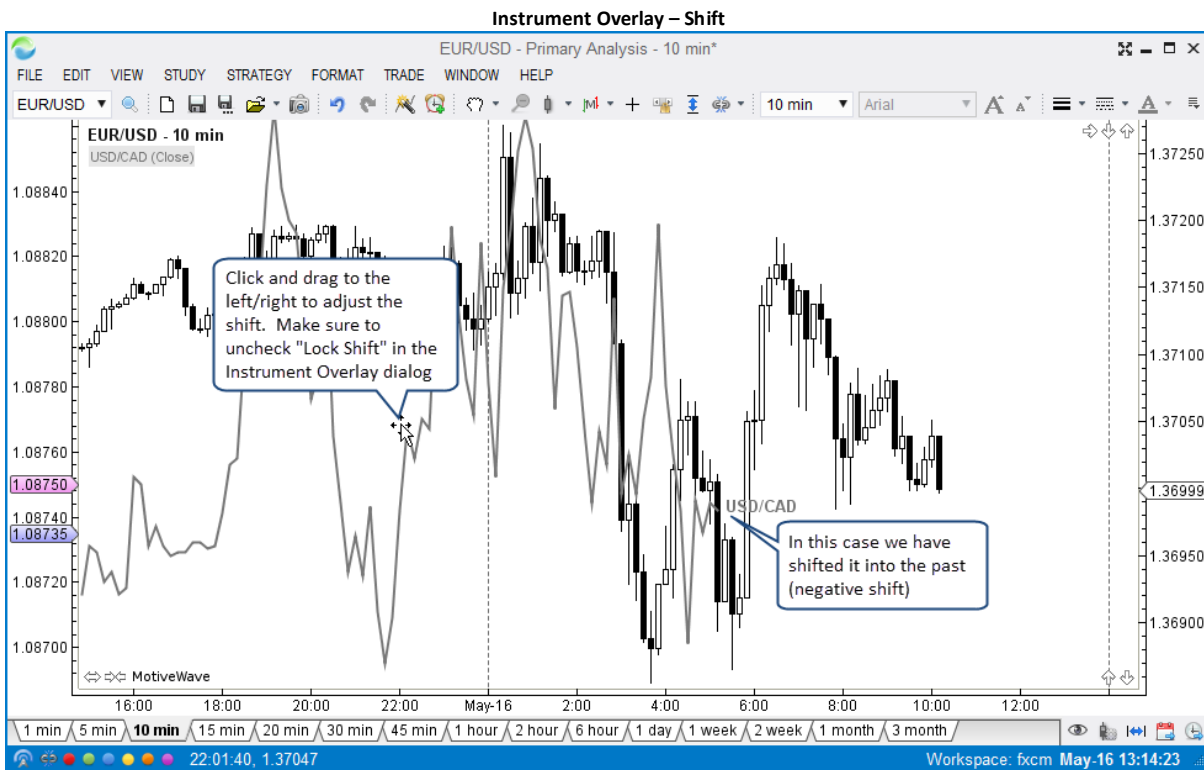 Instrument Overlay – Shift
EUR/USD - Primary Analysis - 10 min*
FILE EDIT VIEW STUDY STRATEGY FORMAT TRADE WINDOW HELP
EUR/USD 10 min Arial
EUR/USD - 10 min
USD/CAD (Close)
1.08840
1.08820
1.08800
1.08780
1.08760
1.08750
1.08740
1.08735
1.08720
1.08700
Click and drag to the
left/right to adjust the
shift. Make sure to
uncheck "Lock Shift" in the
Instrument Overlay dialog
USD/CAD
In this case we have
shifted it into the past
(negative shift)
1.37250
1.37200
1.37150
1.37100
1.37050
1.36999
1.36950
1.36900
MotiveWave
16:00 18:00 20:00 22:00 May-16 2:00 4:00 6:00 8:00 10:00 12:00
1 min 5 min 10 min 15 min 20 min 30 min 45 min 1 hour 2 hour 6 hour 1 day 1 week 2 week 1 month 3 month
22:01:40, 1.37047 Workspace: fxcm May-16 13:14:23